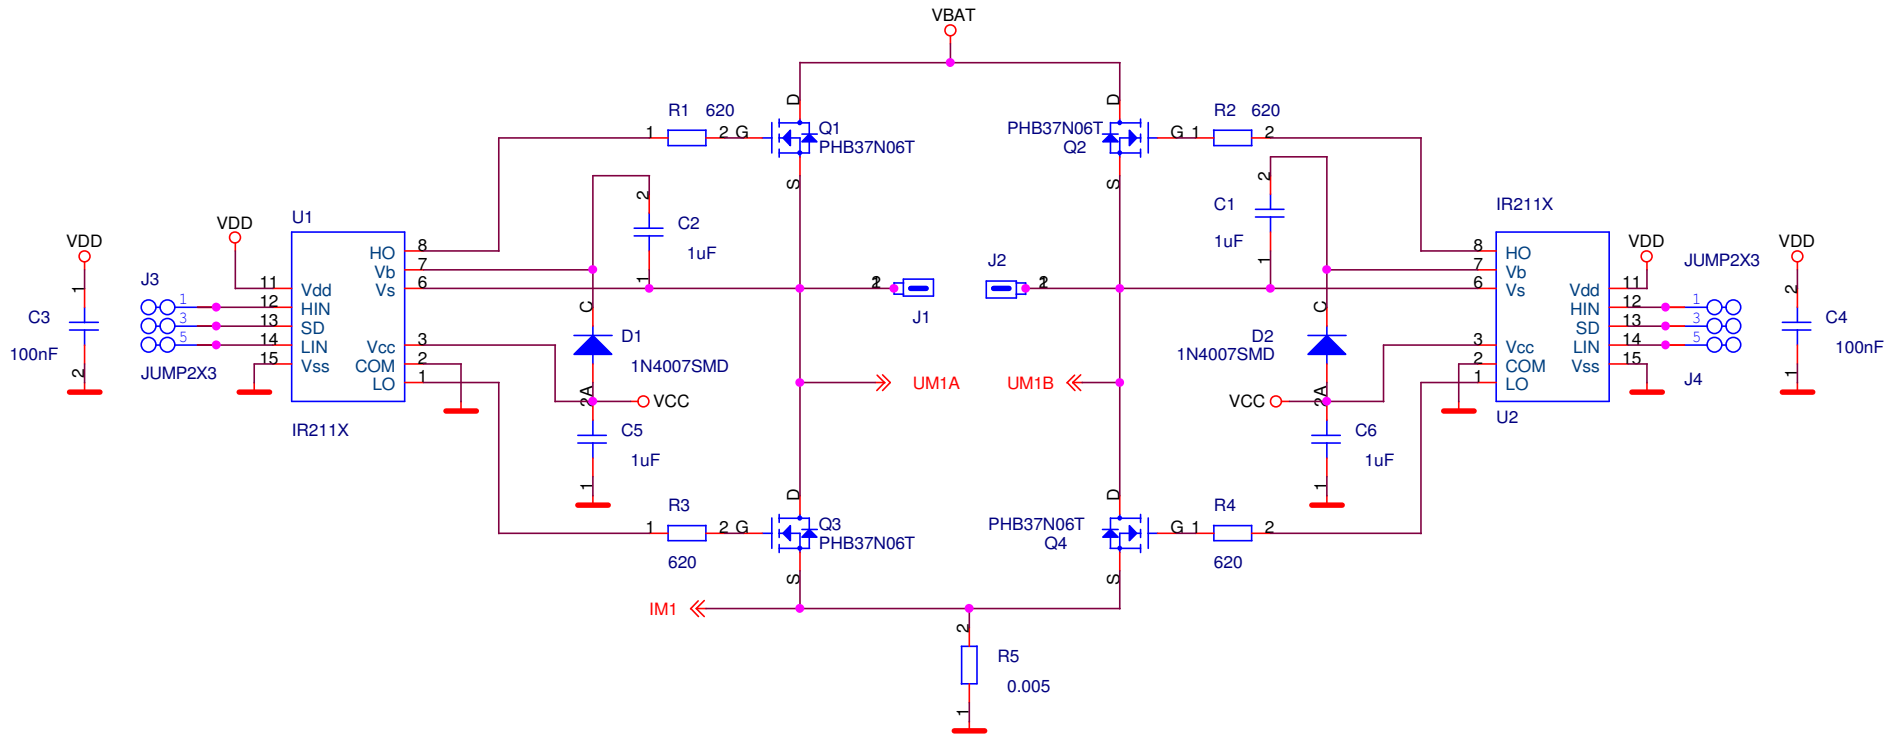 VBAT
D
D
R1 620
1
2 G
Q1
PHB37N06T
PHB37N06T
Q2
G 1
R2 620
2
S
S
U1
VDD
VDD
C3
100nF
1
2
J3
1
3
5
JUMP2X3
11
12
13
14
15
Vdd
HIN
SD
LIN
Vss
HO
Vb
Vs
Vcc
COM
LO
8
7
6
3
2
1
IR211X
2
C2
1uF
1
C
D1
1N4007SMD
A
VCC
C5
1uF
1
2
J1
J2
2
UM1A
UM1B
2
C1
1uF
1
C
D2
1N4007SMD
A
VCC
C6
1uF
1
IR211X
8
7
6
3
2
1
HO
Vb
Vs
Vcc
COM
LO
Vdd
HIN
SD
LIN
Vss
11
12
13
14
15
U2
VDD
JUMP2X3
1
3
5
J4
VDD
2
C4
100nF
1
D
D
R3
1
2 G
620
Q3
PHB37N06T
PHB37N06T
Q4
G 1
R4
2
620
S
S
IM1
2
R5
0.005
1